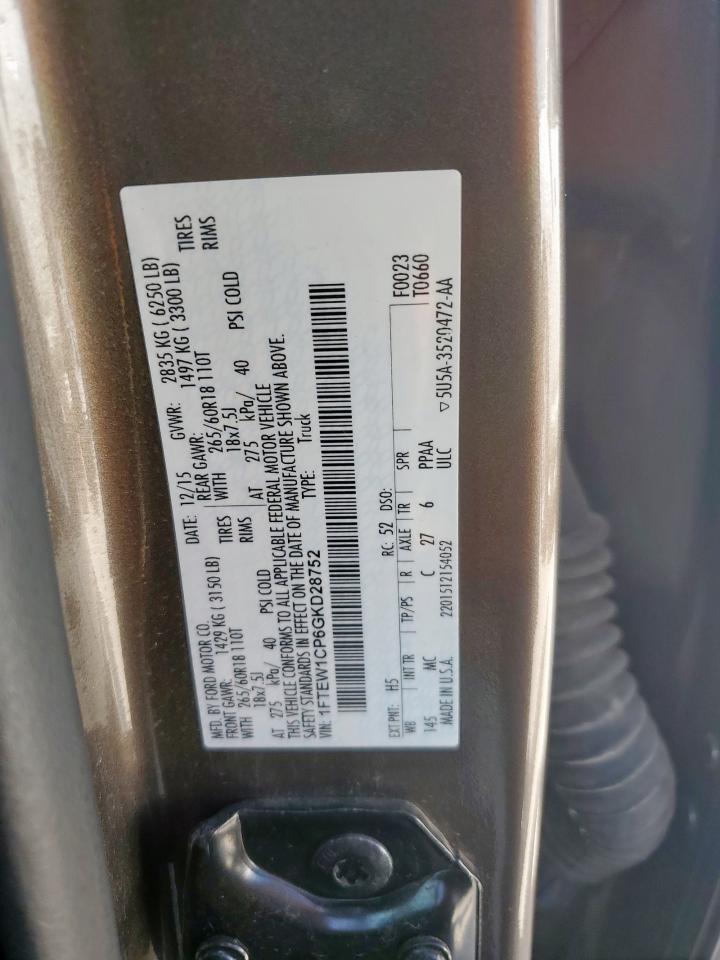 MFD. BY FORD MOTOR CO. DATE: 12/15 GVWR: 2835 KG ( 6250 LB)
FRONT GAWR: 1429 KG ( 3150 LB) REAR GAWR: 1497 KG ( 3300 LB)
WITH 265/60R18 110T TIRES WITH 265/60R18 110T TIRES
18x7.5J RIMS 18x7.5J RIMS
AT 275 kPa/ 40 PSI COLD AT 275 kPa/ 40 PSI COLD
THIS VEHICLE CONFORMS TO ALL APPLICABLE FEDERAL MOTOR VEHICLE
SAFETY STANDARDS IN EFFECT ON THE DATE OF MANUFACTURE SHOWN ABOVE.
VIN: 1FTEW1CP6GKD28752 TYPE: Truck
EXT PNT: H5 RC: 52 DSO: F0023
WB INT TR TP/PS R AXLE TR SPR T0660
145 MC C 27 6 PPAA
MADE IN U.S.A. 2201512154052 ULC ▽5U5A-3520472-AA